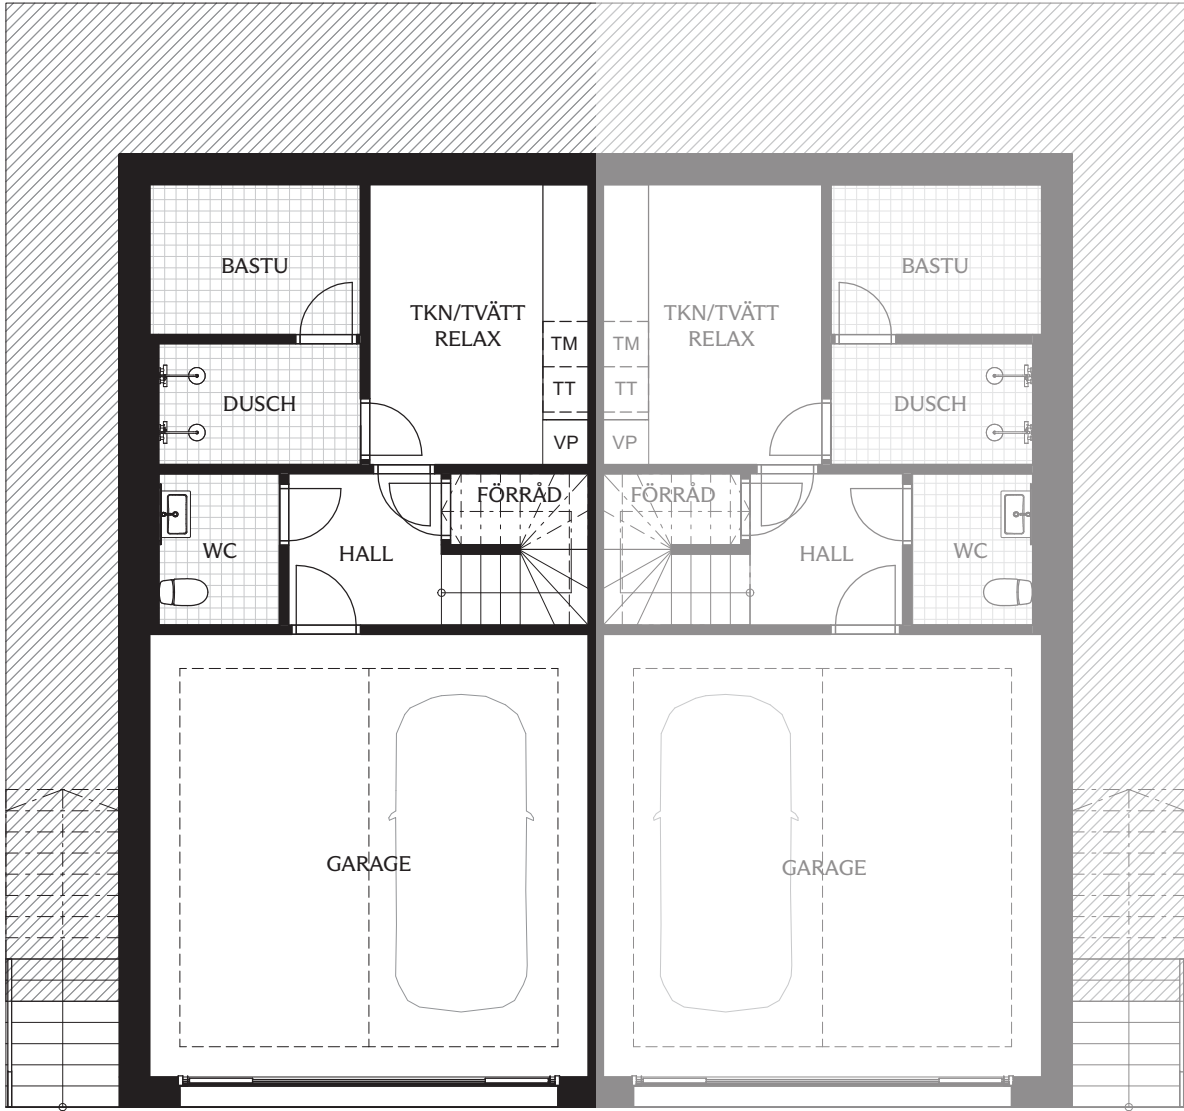 BASTU
TKN/TVÄTT
RELAX
TM
TT
VP
DUSCH
FÖRRÅD
WC
HALL
GARAGE
BASTU
TKN/TVÄTT
RELAX
TM
TT
VP
DUSCH
FÖRRÅD
HALL
WC
GARAGE